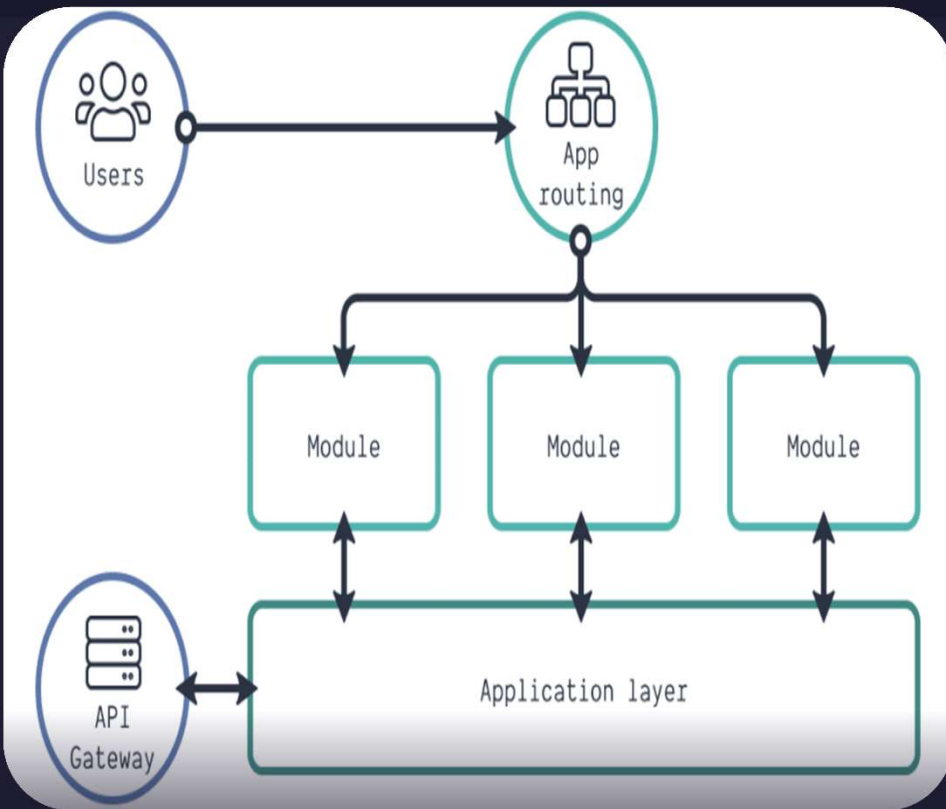 Users
App
routing
Module
Module
Module
Application layer
API
Gateway